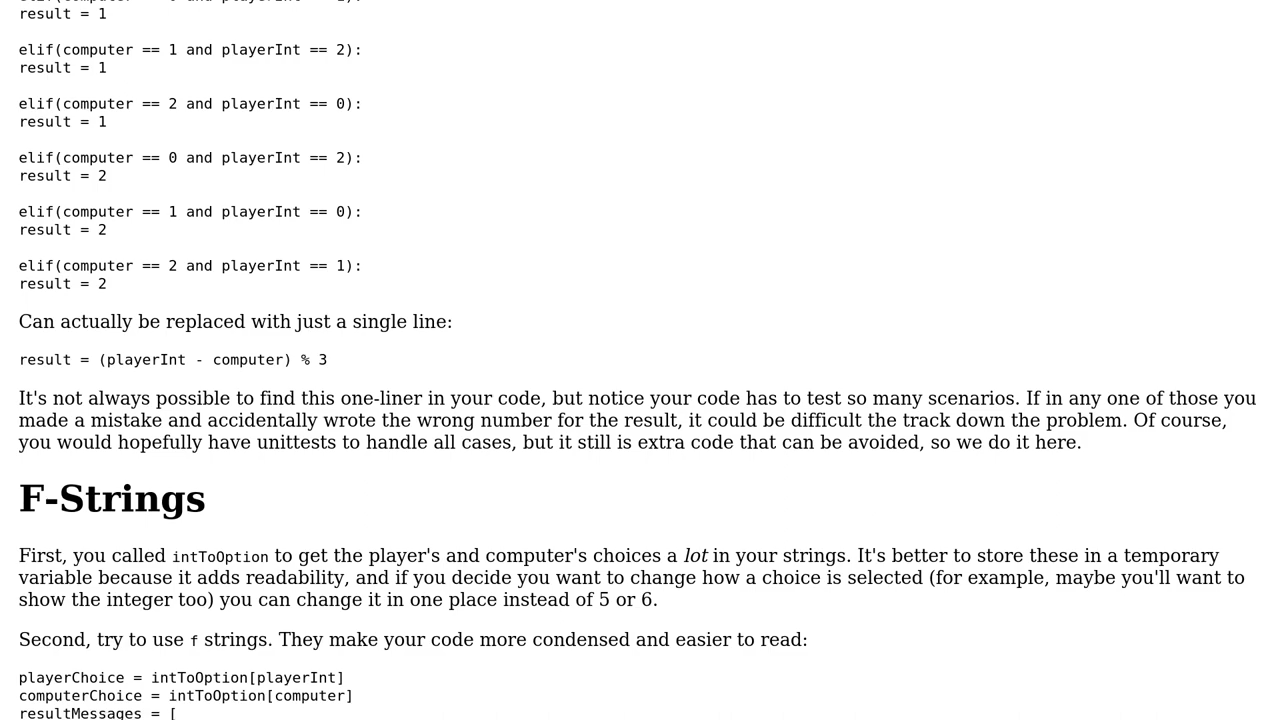 result = 1
elif(computer == 1 and playerInt == 2):
result = 1
elif(computer == 2 and playerInt == 0):
result = 1
elif(computer == 0 and playerInt == 2):
result = 2
elif(computer == 1 and playerInt == 0):
result = 2
elif(computer == 2 and playerInt == 1):
result = 2
Can actually be replaced with just a single line:
result = (playerInt - computer) % 3
It's not always possible to find this one-liner in your code, but notice your code has to test so many scenarios. If in any one of those you
made a mistake and accidentally wrote the wrong number for the result, it could be difficult the track down the problem. Of course,
you would hopefully have unittests to handle all cases, but it still is extra code that can be avoided, so we do it here.
F-Strings
First, you called intToOption to get the player's and computer's choices a lot in your strings. It's better to store these in a temporary
variable because it adds readability, and if you decide you want to change how a choice is selected (for example, maybe you'll want to
show the integer too) you can change it in one place instead of 5 or 6.
Second, try to use f strings. They make your code more condensed and easier to read:
playerChoice = intToOption[playerInt]
computerChoice = intToOption[computer]
resultMessages = [